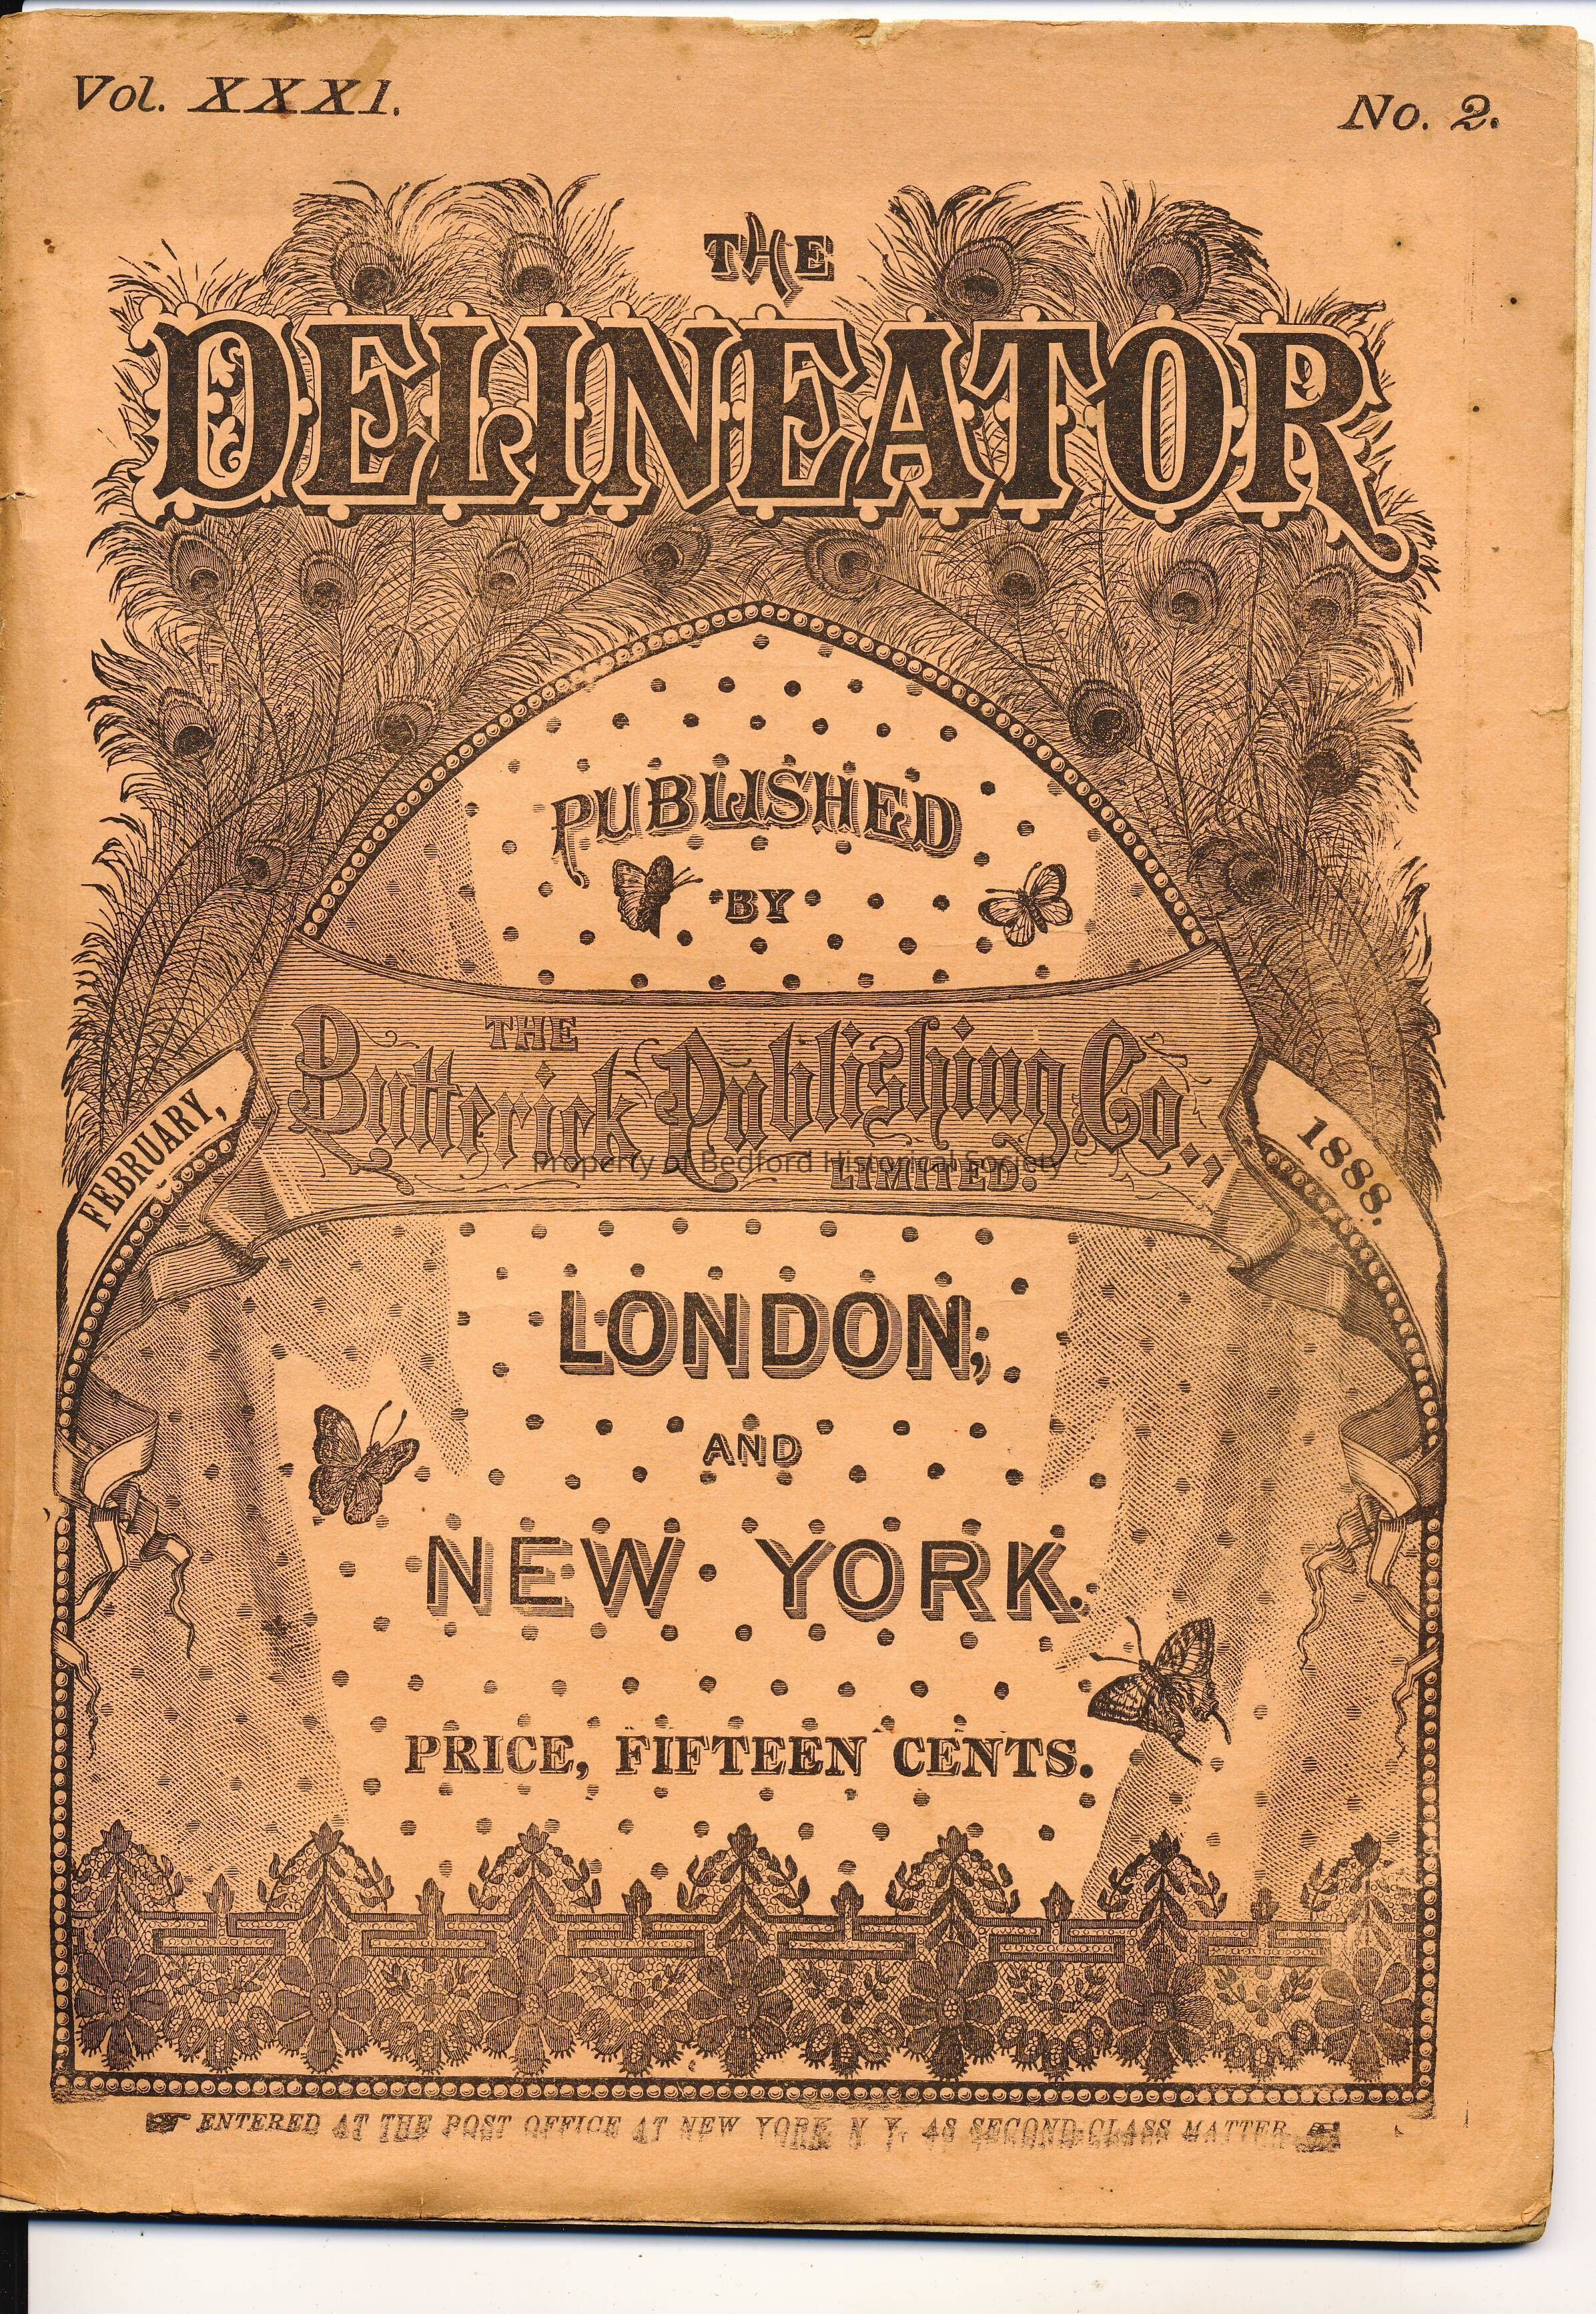 Vol. XXXI.
No. 2.
THE
DELINEATOR
PUBLISHED
BY
THE
Butterick Publishing Co.,
LIMITED.
Property of Bedford Historical Society
FEBRUARY,
1888.
LONDON,
AND
NEW YORK.
PRICE, FIFTEEN CENTS.
ENTERED AT THE POST OFFICE AT NEW YORK N. Y. AS SECOND-CLASS MATTER